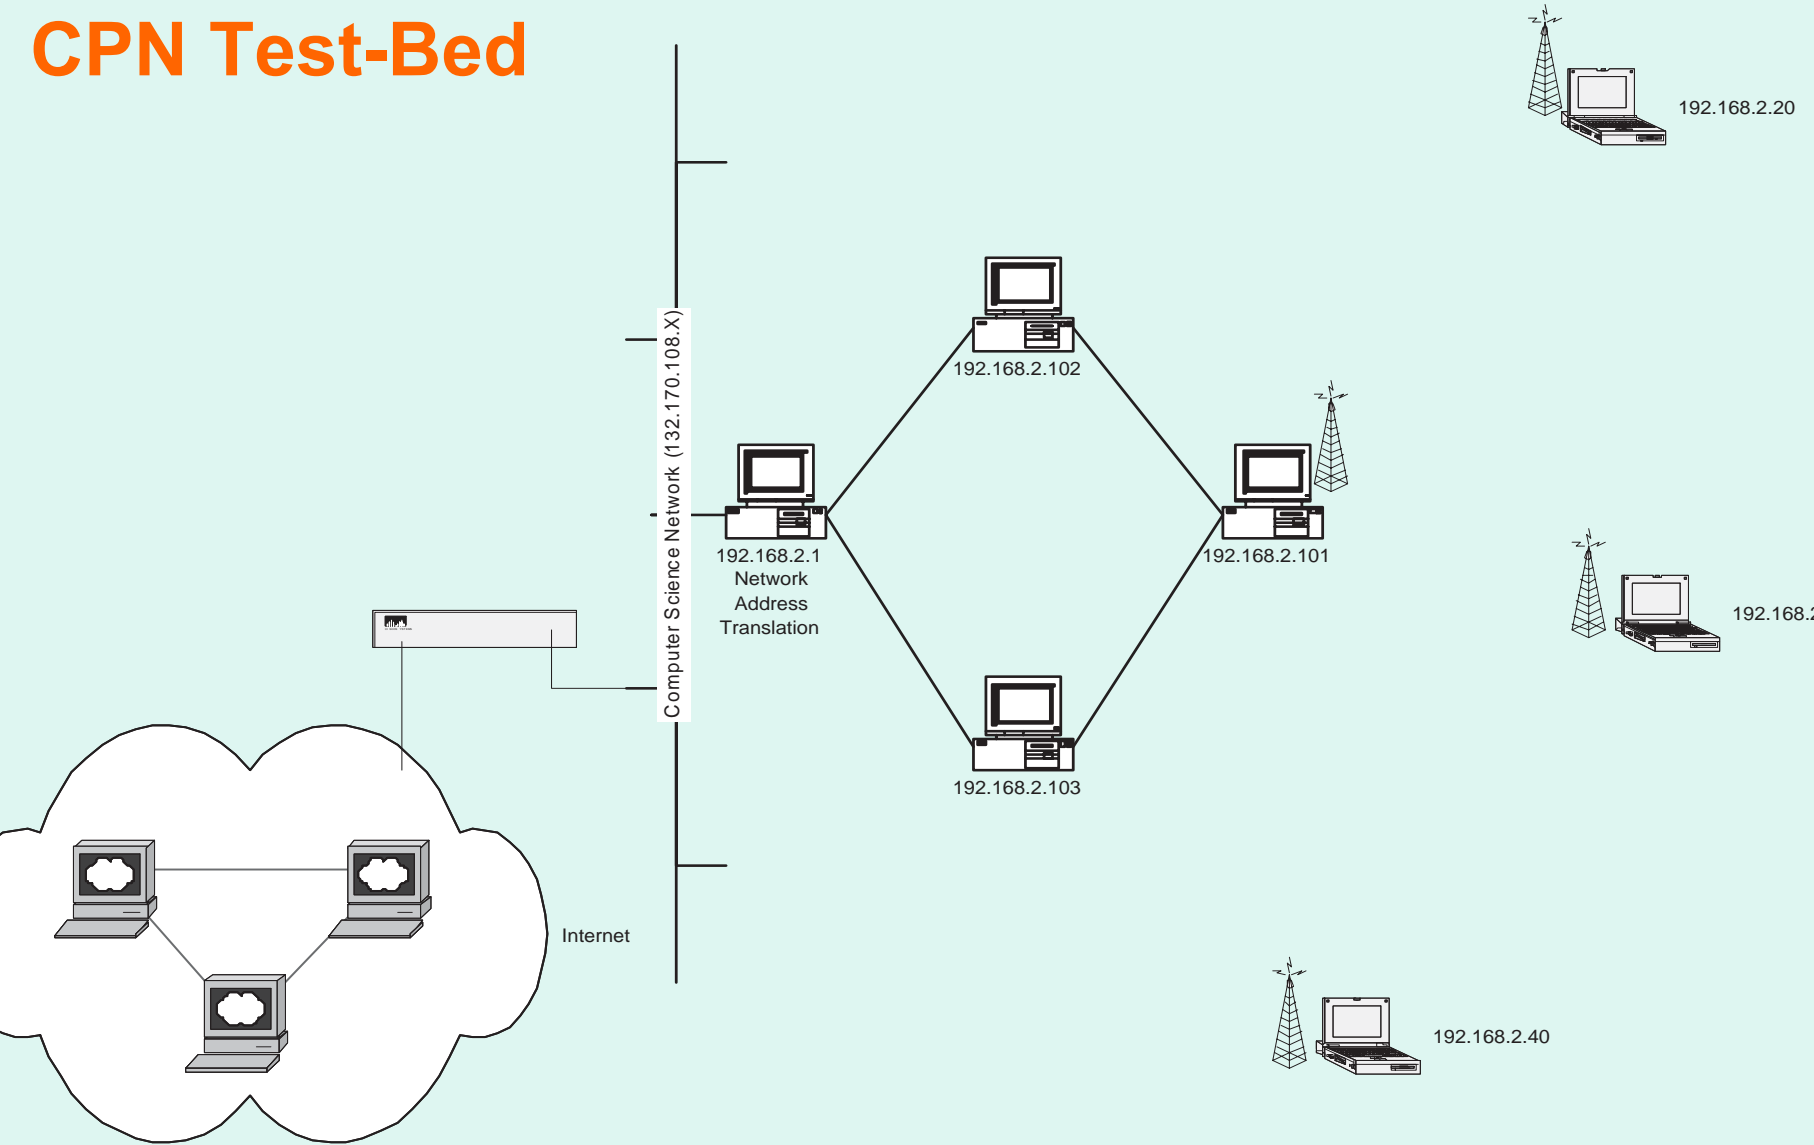 CPN Test-Bed
192.168.2.20
Computer Science Network (132.170.108.X)
192.168.2.102
192.168.2.1
Network
Address
Translation
192.168.2.101
192.168.2
192.168.2.103
Internet
192.168.2.40